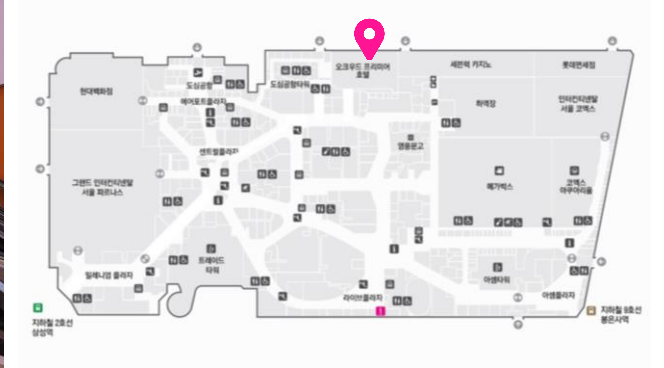 오크우드 프리미어
호텔
세븐럭 카지노
롯데면세점
도심공항
도심공항타워
현대백화점
에어포트플라자
하역장
인터컨티넨탈
서울 코엑스
영풍문고
센트럴플라자
그랜드 인터컨티넨탈
서울 파르나스
메가박스
코엑스
아쿠아리움
트레이드
타워
밀레니엄 플라자
아셈타워
라이브플라자
아셈플라자
지하철 2호선
삼성역
지하철 9호선
봉은사역